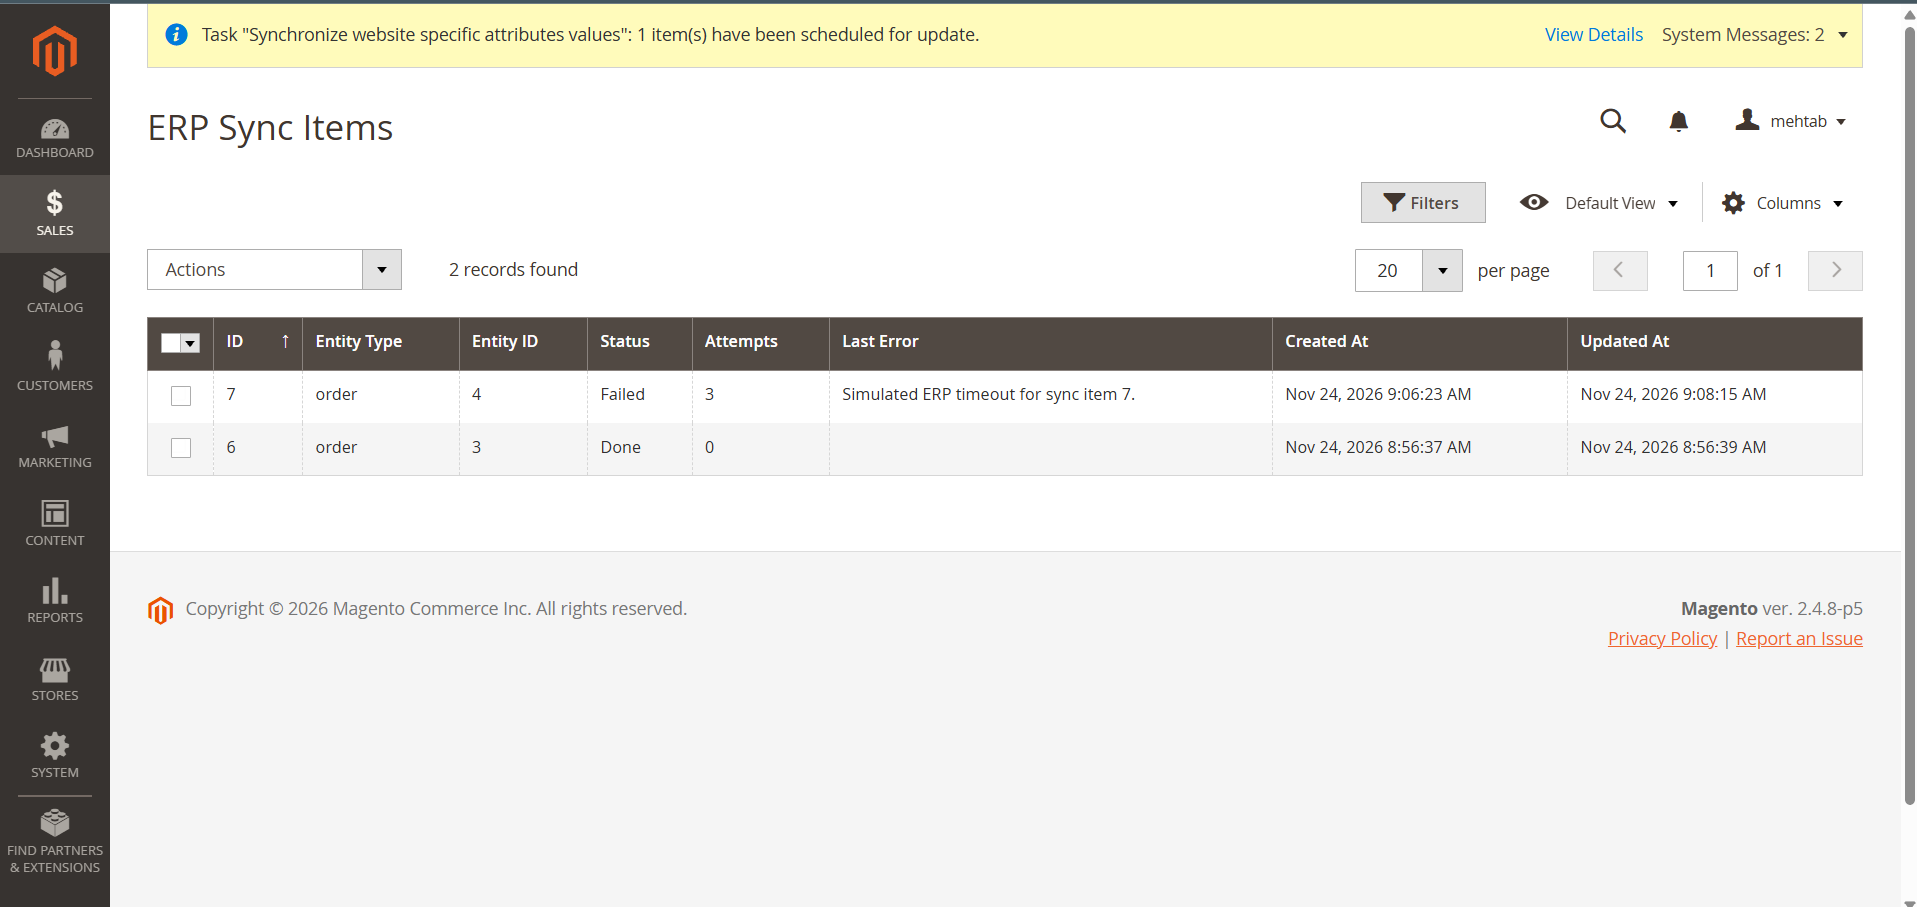 Task "Synchronize website specific attributes values": 1 item(s) have been scheduled for update.
View Details
System Messages: 2
DASHBOARD
SALES
CATALOG
CUSTOMERS
MARKETING
CONTENT
REPORTS
STORES
SYSTEM
FIND PARTNERS
& EXTENSIONS
ERP Sync Items
mehtab
Filters
Default View
Columns
Actions
2 records found
20
per page
1
of 1
ID ↑ Entity Type Entity ID Status Attempts Last Error Created At Updated At
7 order 4 Failed 3 Simulated ERP timeout for sync item 7. Nov 24, 2026 9:06:23 AM Nov 24, 2026 9:08:15 AM
6 order 3 Done 0 Nov 24, 2026 8:56:37 AM Nov 24, 2026 8:56:39 AM
Copyright © 2026 Magento Commerce Inc. All rights reserved.
Magento ver. 2.4.8-p5
Privacy Policy | Report an Issue